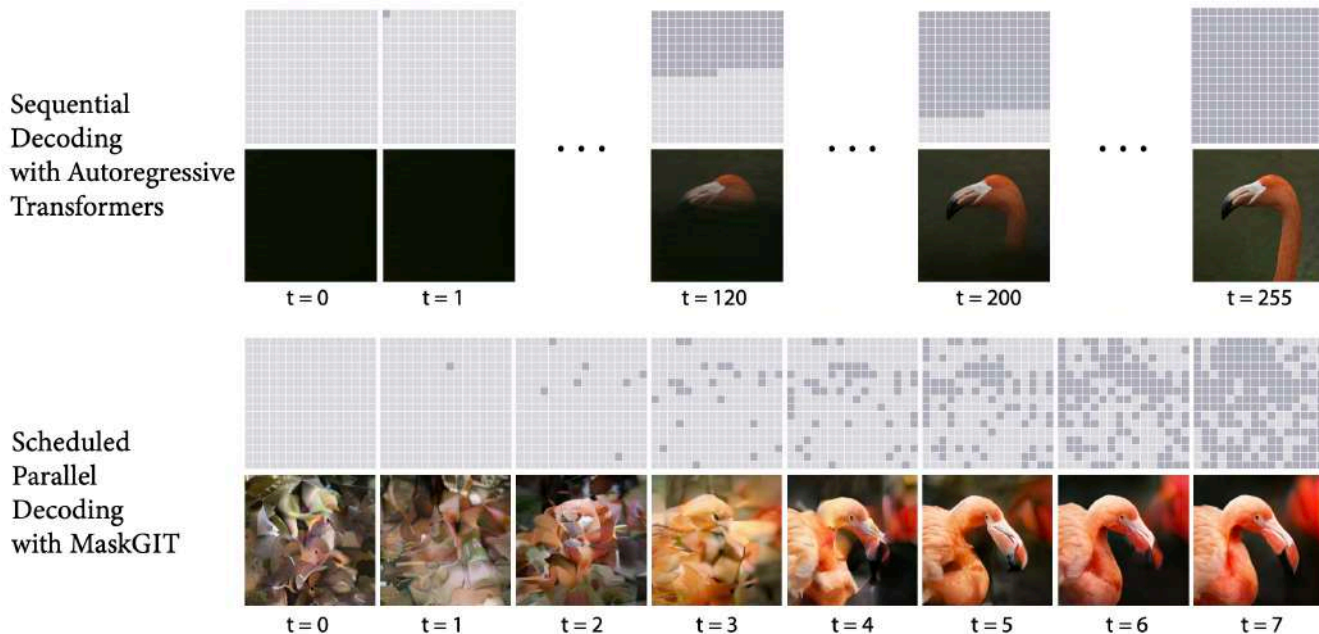 Sequential
Decoding
with Autoregressive
Transformers
• • •
• • •
• • •
t = 0
t = 1
t = 120
t = 200
t = 255
Scheduled
Parallel
Decoding
with MaskGIT
t = 0
t = 1
t = 2
t = 3
t = 4
t = 5
t = 6
t = 7